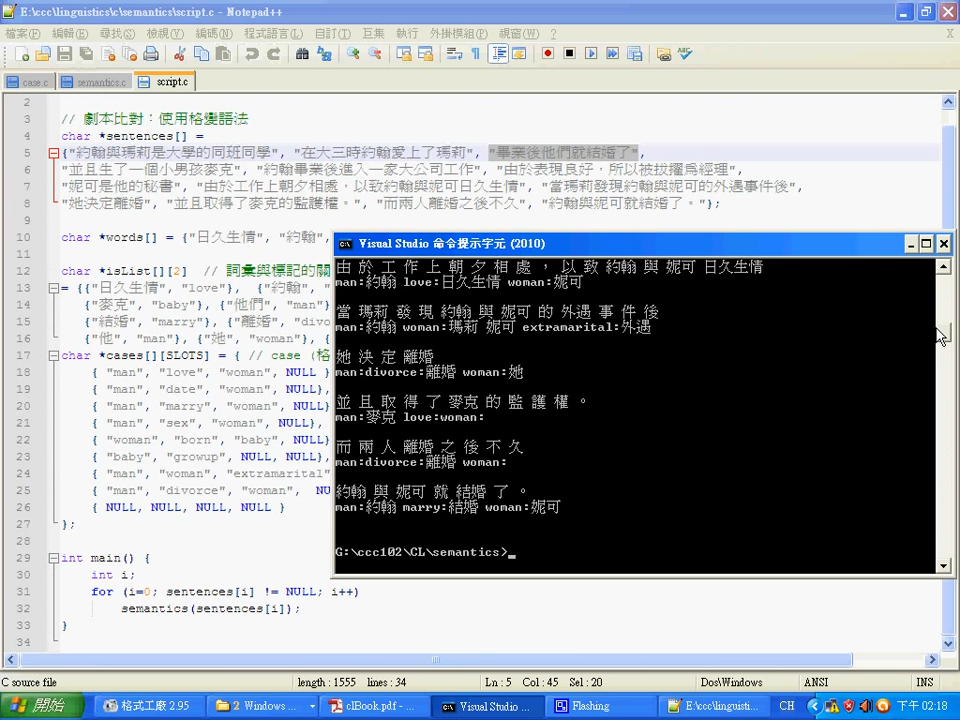 E:\ccc\linguistics\c\semantics\script.c - Notepad++
檔案(F) 編輯(E) 尋找(S) 檢視(V) 編碼(N) 程式語言(L) 自訂(T) 巨集 執行 外掛模組(P) 視窗(W) ?
case.c semantics.c script.c
2
3 // 劇本比對：使用格變語法
4 char *sentences[] =
5 {"約翰與瑪莉是大學的同班同學", "在大三時約翰愛上了瑪莉", "畢業後他們就結婚了",
6 "並且生了一個小男孩麥克", "約翰畢業後進入一家大公司工作", "由於表現良好，所以被拔擢為經理",
7 "妮可是他的秘書", "由於工作上朝夕相處，以致約翰與妮可日久生情", "當瑪莉發現約翰與妮可的外遇事件後",
8 "她決定離婚", "並且取得了麥克的監護權。", "而兩人離婚之後不久", "約翰與妮可就結婚了。"};
9
10 char *words[] = {"日久生情", "約翰",
11
12 char *isList[][2] // 詞彙與標記的關
13 = {{"日久生情", "love"}, {"約翰", "
14 {"麥克", "baby"}, {"他們", "man"}
15 {"結婚", "marry"}, {"離婚", "divo
16 {"他", "man"}, {"她", "woman"},
17 char *cases[][SLOTS] = { // case (格
18 { "man", "love", "woman", NULL }
19 { "man", "date", "woman", NULL},
20 { "man", "marry", "woman", NULL}
21 { "man", "sex", "woman", NULL},
22 { "woman", "born", "baby", NULL}
23 { "baby", "growup", NULL, NULL},
24 { "man", "woman", "extramarital"
25 { "man", "divorce", "woman", NU
26 { NULL, NULL, NULL, NULL }
27 };
28
29 int main() {
30 int i;
31 for (i=0; sentences[i] != NULL; i++)
32 semantics(sentences[i]);
33 }
34
Visual Studio 命令提示字元 (2010)
由 於 工 作 上 朝 夕 相 處 ， 以 致 約翰 與 妮可 日久生情
man:約翰 love:日久生情 woman:妮可
當 瑪莉 發 現 約翰 與 妮可 的 外遇 事 件 後
man:約翰 woman:瑪莉 妮可 extramarital:外遇
她 決 定 離婚
man:divorce:離婚 woman:她
並 且 取 得 了 麥克 的 監 護 權 。
man:麥克 love:woman:
而 兩 人 離婚 之 後 不 久
man:divorce:離婚 woman:
約翰 與 妮可 就 結婚 了 。
man:約翰 marry:結婚 woman:妮可
G:\ccc102\CL\semantics>_
C source file length : 1555 lines : 34 Ln : 5 Col : 45 Sel : 20 Dos\Windows ANSI INS
開始 格式工廠 2.95 2 Windows ... clBook.pdf - ... Visual Studio ... Flashing E:\ccc\linguisti... CH 下午 02:18